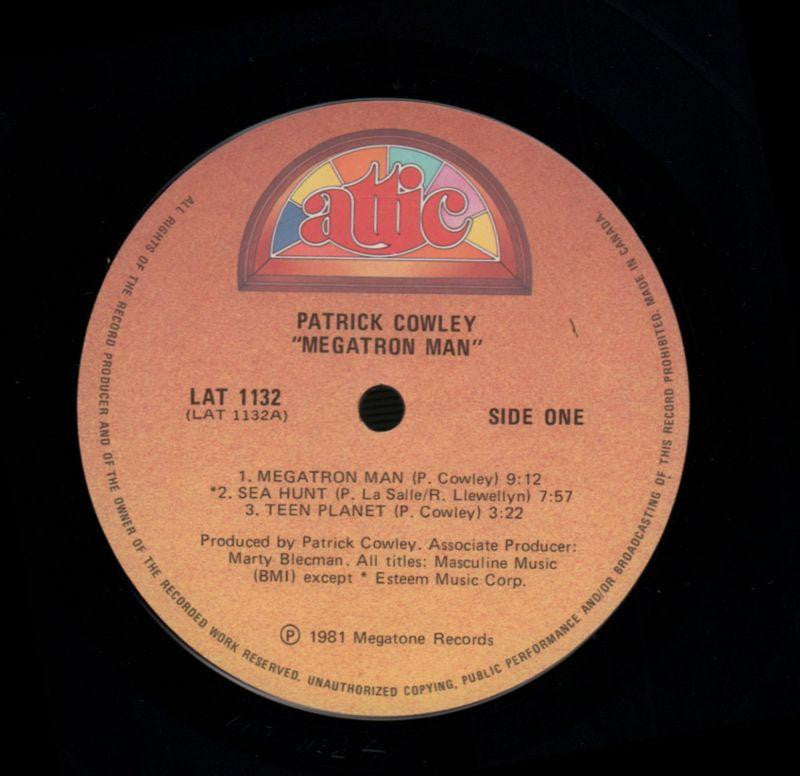 attic
PATRICK COWLEY
"MEGATRON MAN"
LAT 1132
(LAT 1132A)
SIDE ONE
1. MEGATRON MAN (P. Cowley) 9:12
*2. SEA HUNT (P. La Salle/R. Llewellyn) 7:57
3. TEEN PLANET (P. Cowley) 3:22
Produced by Patrick Cowley. Associate Producer:
Marty Blecman. All titles: Masculine Music
(BMI) except * Esteem Music Corp.
Ⓟ 1981 Megatone Records
ALL RIGHTS OF THE RECORD PRODUCER AND OF THE OWNER OF THE RECORDED WORK RESERVED. UNAUTHORIZED COPYING, PUBLIC PERFORMANCE AND/OR BROADCASTING OF THIS RECORD PROHIBITED. MADE IN CANADA.